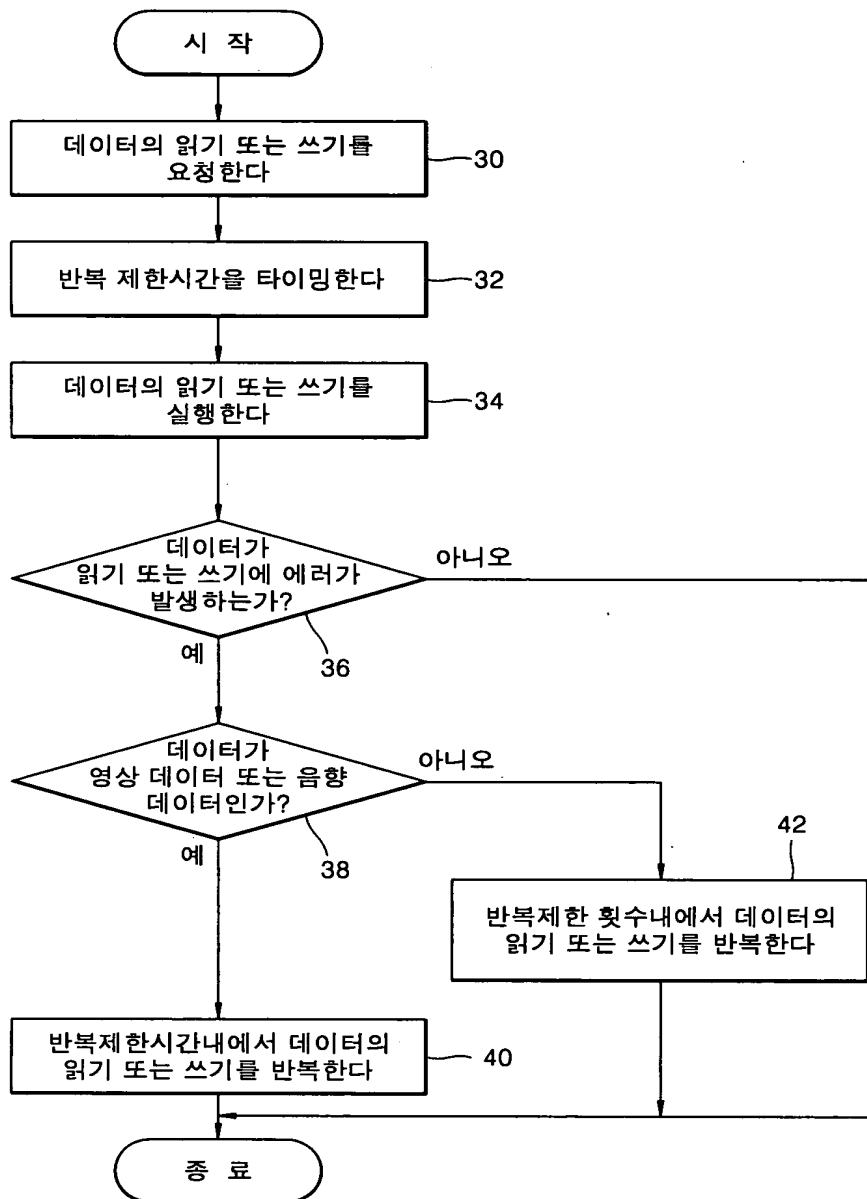 시 작
데이터의 읽기 또는 쓰기를
요청한다
30
반복 제한시간을 타이밍한다
32
데이터의 읽기 또는 쓰기를
실행한다
34
데이터가
읽기 또는 쓰기에 에러가
발생하는가?
아니오
36
예
데이터가
영상 데이터 또는 음향
데이터인가?
아니오
38
예
42
반복제한 횟수내에서 데이터의
읽기 또는 쓰기를 반복한다
반복제한시간내에서 데이터의
읽기 또는 쓰기를 반복한다
40
종 료